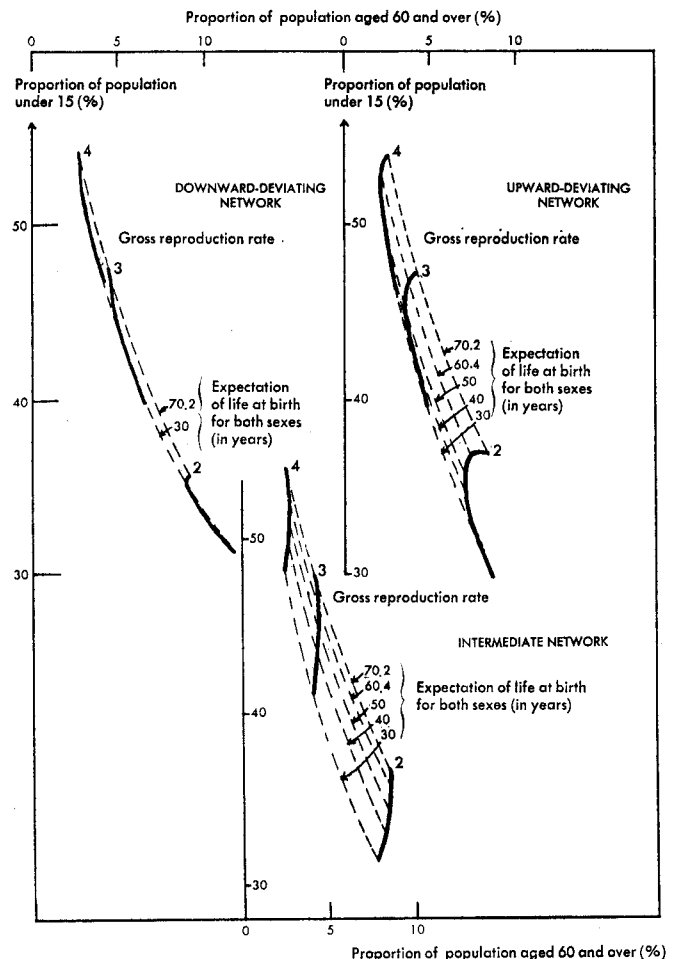 Proportion of population aged 60 and over (%)
0 5 10 0 5 10
Proportion of population
under 15 (%)
Proportion of population
under 15 (%)
4
4
DOWNWARD-DEVIATING
NETWORK
UPWARD-DEVIATING
NETWORK
50
50
Gross reproduction rate
Gross reproduction rate
3
3
70.2
60.4
50
40
30
Expectation
of life at birth
for both sexes
(in years)
40
40
70.2
30
Expectation
of life at birth
for both sexes
(in years)
2
2
4
50
30
30
3
Gross reproduction rate
INTERMEDIATE NETWORK
70.2
60.4
50
40
30
Expectation of life at birth
for both sexes (in years)
40
2
30
0 5 10
Proportion of population aged 60 and over (%)